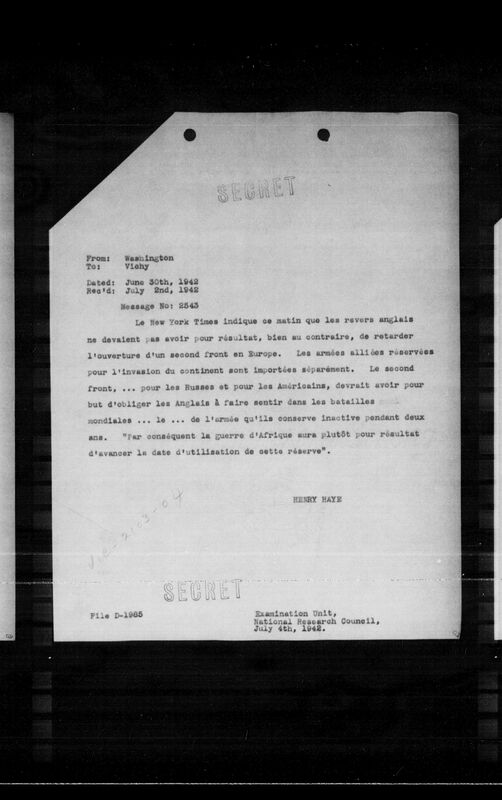 SECRET
From: Washington
To: Vichy
Dated: June 30th, 1942
Rec'd: July 2nd, 1942
Message No: 2543
Le New York Times indique ce matin que les revers anglais
ne devaient pas avoir pour résultat, bien au contraire, de retarder
l'ouverture d'un second front en Europe. Les armées alliées réservées
pour l'invasion du continent sont importées séparément. Le second
front, ... pour les Russes et pour les Américains, devrait avoir pour
but d'obliger les Anglais à faire sentir dans les batailles
mondiales ... le ... de l'armée qu'ils conserve inactive pendant deux
ans. "Par conséquent la guerre d'Afrique aura plutôt pour résultat
d'avancer la date d'utilisation de cette réserve".
HENRY HAYE
SECRET
File D-1985
Examination Unit,
National Research Council,
July 4th, 1942.